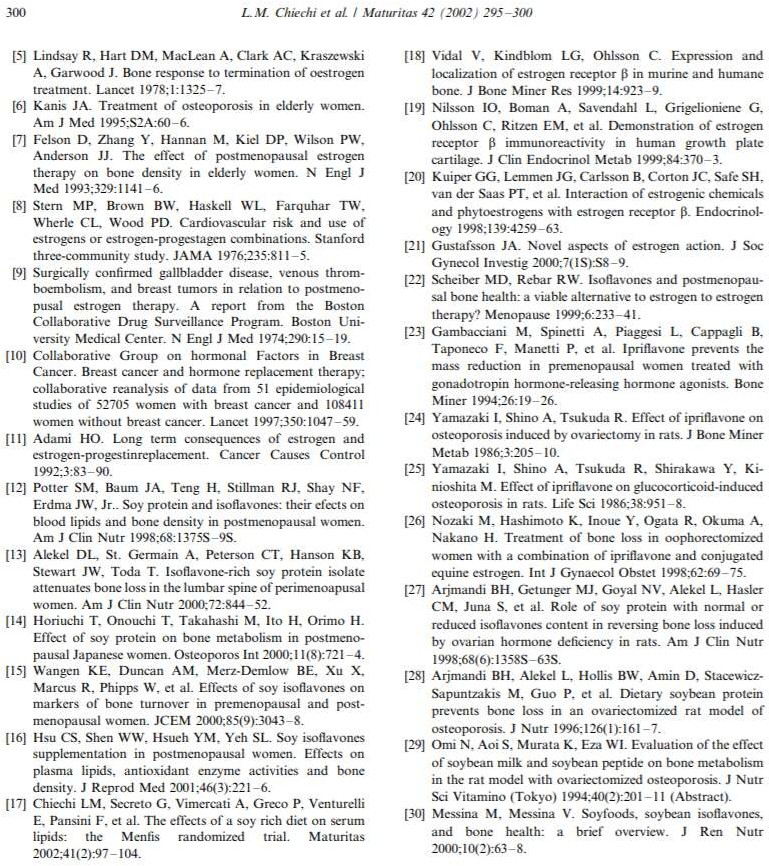 300
L.M. Chiechi et al. / Maturitas 42 (2002) 295–300
[5] Lindsay R, Hart DM, MacLean A, Clark AC, Kraszewski
A, Garwood J. Bone response to termination of oestrogen
treatment. Lancet 1978;1:1325–7.
[6] Kanis JA. Treatment of osteoporosis in elderly women.
Am J Med 1995;S2A:60–6.
[7] Felson D, Zhang Y, Hannan M, Kiel DP, Wilson PW,
Anderson JJ. The effect of postmenopausal estrogen
therapy on bone density in elderly women. N Engl J
Med 1993;329:1141–6.
[8] Stern MP, Brown BW, Haskell WL, Farquhar TW,
Wherle CL, Wood PD. Cardiovascular risk and use of
estrogens or estrogen-progestagen combinations. Stanford
three-community study. JAMA 1976;235:811–5.
[9] Surgically confirmed gallbladder disease, venous throm-
boembolism, and breast tumors in relation to postmeno-
pusal estrogen therapy. A report from the Boston
Collaborative Drug Surveillance Program. Boston Uni-
versity Medical Center. N Engl J Med 1974;290:15–19.
[10] Collaborative Group on hormonal Factors in Breast
Cancer. Breast cancer and hormone replacement therapy;
collaborative reanalysis of data from 51 epidemiological
studies of 52705 women with breast cancer and 108411
women without breast cancer. Lancet 1997;350:1047–59.
[11] Adami HO. Long term consequences of estrogen and
estrogen-progestinreplacement. Cancer Causes Control
1992;3:83–90.
[12] Potter SM, Baum JA, Teng H, Stillman RJ, Shay NF,
Erdma JW, Jr.. Soy protein and isoflavones: their efects on
blood lipids and bone density in postmenopausal women.
Am J Clin Nutr 1998;68:1375S–9S.
[13] Alekel DL, St. Germain A, Peterson CT, Hanson KB,
Stewart JW, Toda T. Isoflavone-rich soy protein isolate
attenuates bone loss in the lumbar spine of perimenoapusal
women. Am J Clin Nutr 2000;72:844–52.
[14] Horiuchi T, Onouchi T, Takahashi M, Ito H, Orimo H.
Effect of soy protein on bone metabolism in postmeno-
pausal Japanese women. Osteoporos Int 2000;11(8):721–4.
[15] Wangen KE, Duncan AM, Merz-Demlow BE, Xu X,
Marcus R, Phipps W, et al. Effects of soy isoflavones on
markers of bone turnover in premenopausal and post-
menopausal women. JCEM 2000;85(9):3043–8.
[16] Hsu CS, Shen WW, Hsueh YM, Yeh SL. Soy isoflavones
supplementation in postmenopausal women. Effects on
plasma lipids, antioxidant enzyme activities and bone
density. J Reprod Med 2001;46(3):221–6.
[17] Chiechi LM, Secreto G, Vimercati A, Greco P, Venturelli
E, Pansini F, et al. The effects of a soy rich diet on serum
lipids: the Menfis randomized trial. Maturitas
2002;41(2):97–104.
[18] Vidal V, Kindblom LG, Ohlsson C. Expression and
localization of estrogen receptor β in murine and humane
bone. J Bone Miner Res 1999;14:923–9.
[19] Nilsson IO, Boman A, Savendahl L, Grigelioniene G,
Ohlsson C, Ritzen EM, et al. Demonstration of estrogen
receptor β immunoreactivity in human growth plate
cartilage. J Clin Endocrinol Metab 1999;84:370–3.
[20] Kuiper GG, Lemmen JG, Carlsson B, Corton JC, Safe SH,
van der Saas PT, et al. Interaction of estrogenic chemicals
and phytoestrogens with estrogen receptor β. Endocrinol-
ogy 1998;139:4259–63.
[21] Gustafsson JA. Novel aspects of estrogen action. J Soc
Gynecol Investig 2000;7(1S):S8–9.
[22] Scheiber MD, Rebar RW. Isoflavones and postmenopau-
sal bone health: a viable alternative to estrogen to estrogen
therapy? Menopause 1999;6:233–41.
[23] Gambacciani M, Spinetti A, Piaggesi L, Cappagli B,
Taponeco F, Manetti P, et al. Ipriflavone prevents the
mass reduction in premenopausal women treated with
gonadotropin hormone-releasing hormone agonists. Bone
Miner 1994;26:19–26.
[24] Yamazaki I, Shino A, Tsukuda R. Effect of ipriflavone on
osteoporosis induced by ovariectomy in rats. J Bone Miner
Metab 1986;3:205–10.
[25] Yamazaki I, Shino A, Tsukuda R, Shirakawa Y, Ki-
nioshita M. Effect of ipriflavone on glucocorticoid-induced
osteoporosis in rats. Life Sci 1986;38:951–8.
[26] Nozaki M, Hashimoto K, Inoue Y, Ogata R, Okuma A,
Nakano H. Treatment of bone loss in oophorectomized
women with a combination of ipriflavone and conjugated
equine estrogen. Int J Gynaecol Obstet 1998;62:69–75.
[27] Arjmandi BH, Getunger MJ, Goyal NV, Alekel L, Hasler
CM, Juna S, et al. Role of soy protein with normal or
reduced isoflavones content in reversing bone loss induced
by ovarian hormone deficiency in rats. Am J Clin Nutr
1998;68(6):1358S–63S.
[28] Arjmandi BH, Alekel L, Hollis BW, Amin D, Stacewicz-
Sapuntzakis M, Guo P, et al. Dietary soybean protein
prevents bone loss in an ovariectomized rat model of
osteoporosis. J Nutr 1996;126(1):161–7.
[29] Omi N, Aoi S, Murata K, Eza WI. Evaluation of the effect
of soybean milk and soybean peptide on bone metabolism
in the rat model with ovariectomized osteoporosis. J Nutr
Sci Vitamino (Tokyo) 1994;40(2):201–11 (Abstract).
[30] Messina M, Messina V. Soyfoods, soybean isoflavones,
and bone health: a brief overview. J Ren Nutr
2000;10(2):63–8.